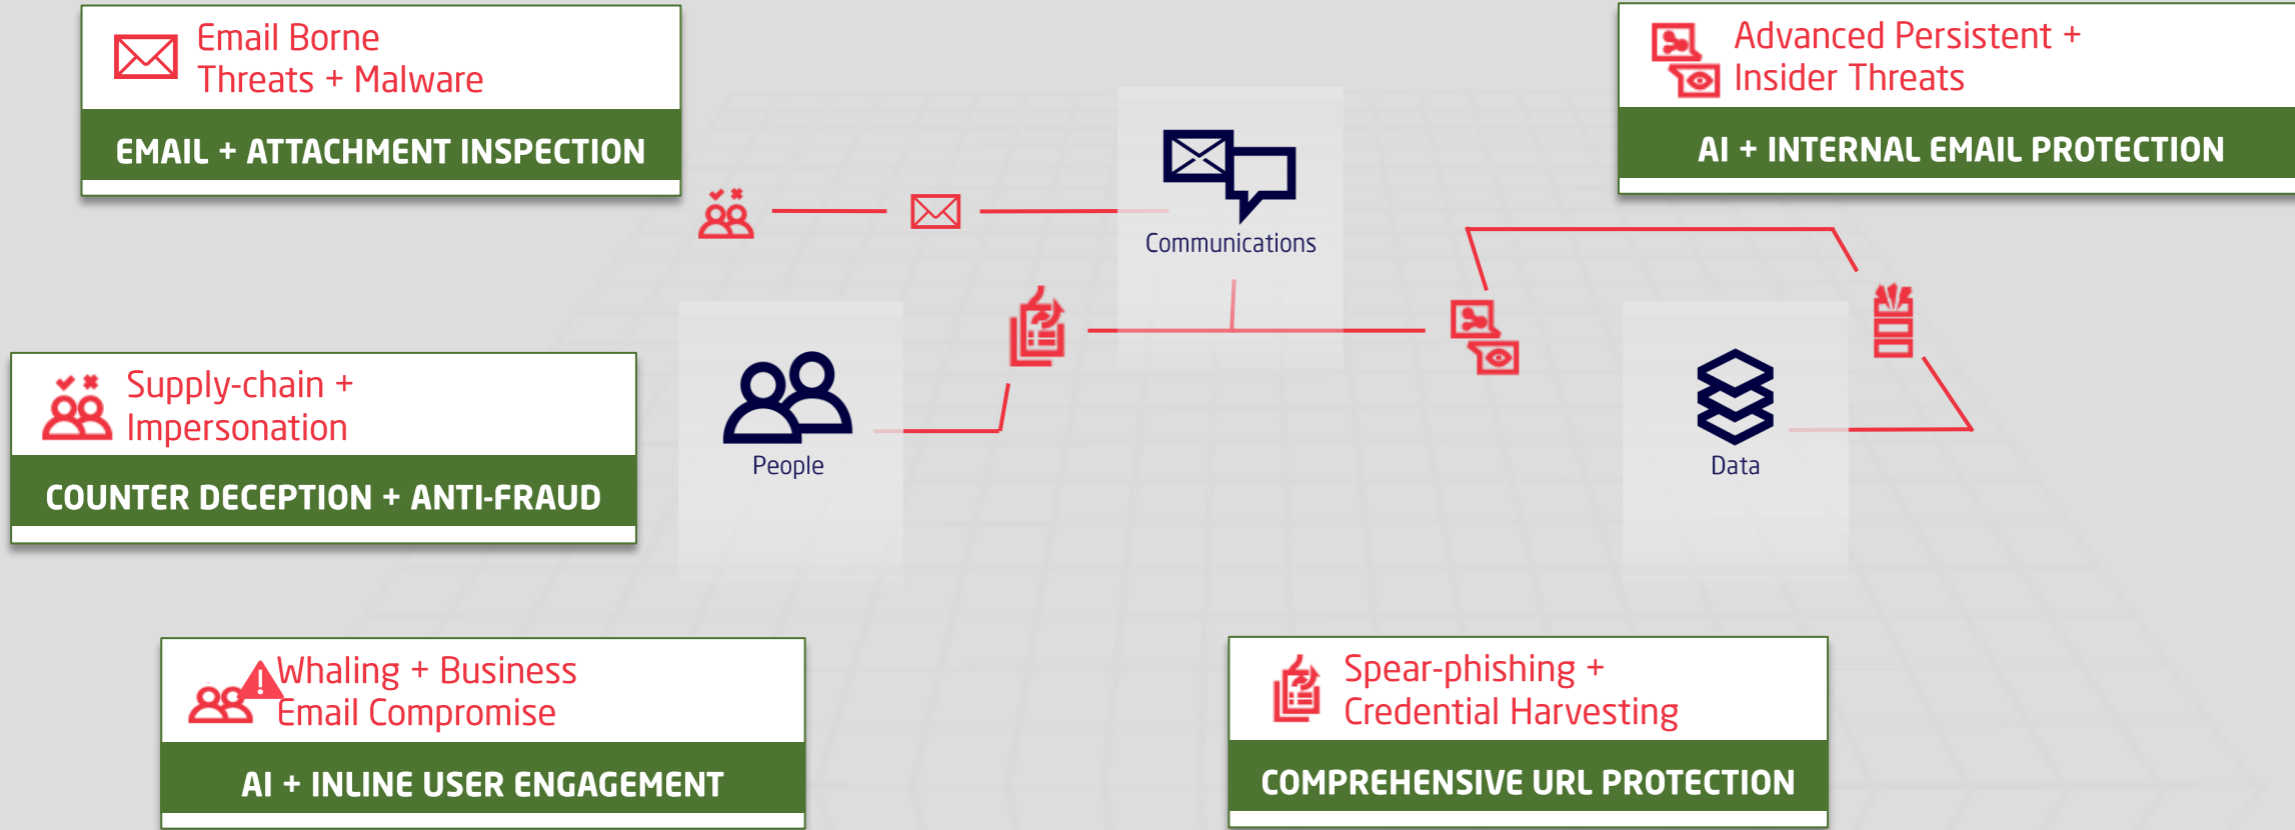 Email Borne
Threats + Malware
EMAIL + ATTACHMENT INSPECTION
Advanced Persistent +
Insider Threats
AI + INTERNAL EMAIL PROTECTION
Communications
Supply-chain +
Impersonation
COUNTER DECEPTION + ANTI-FRAUD
People
Data
Whaling + Business
Email Compromise
AI + INLINE USER ENGAGEMENT
Spear-phishing +
Credential Harvesting
COMPREHENSIVE URL PROTECTION